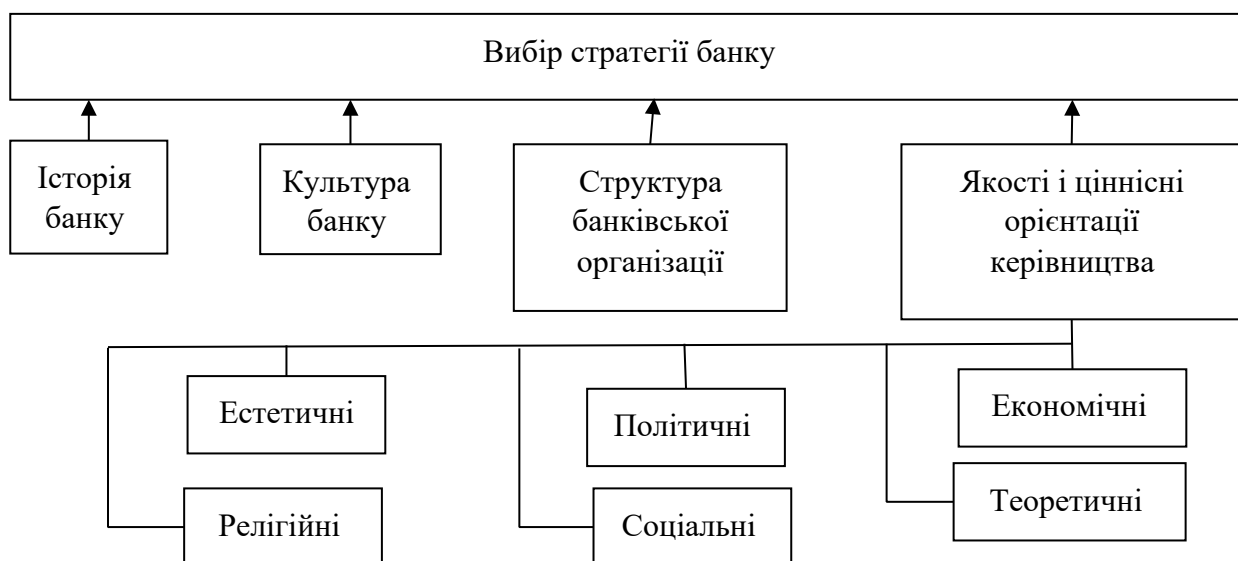 Вибір стратегії банку
Історія
банку
Культура
банку
Структура
банківської
організації
Якості і ціннісні
орієнтації
керівництва
Естетичні
Політичні
Економічні
Релігійні
Соціальні
Теоретичні